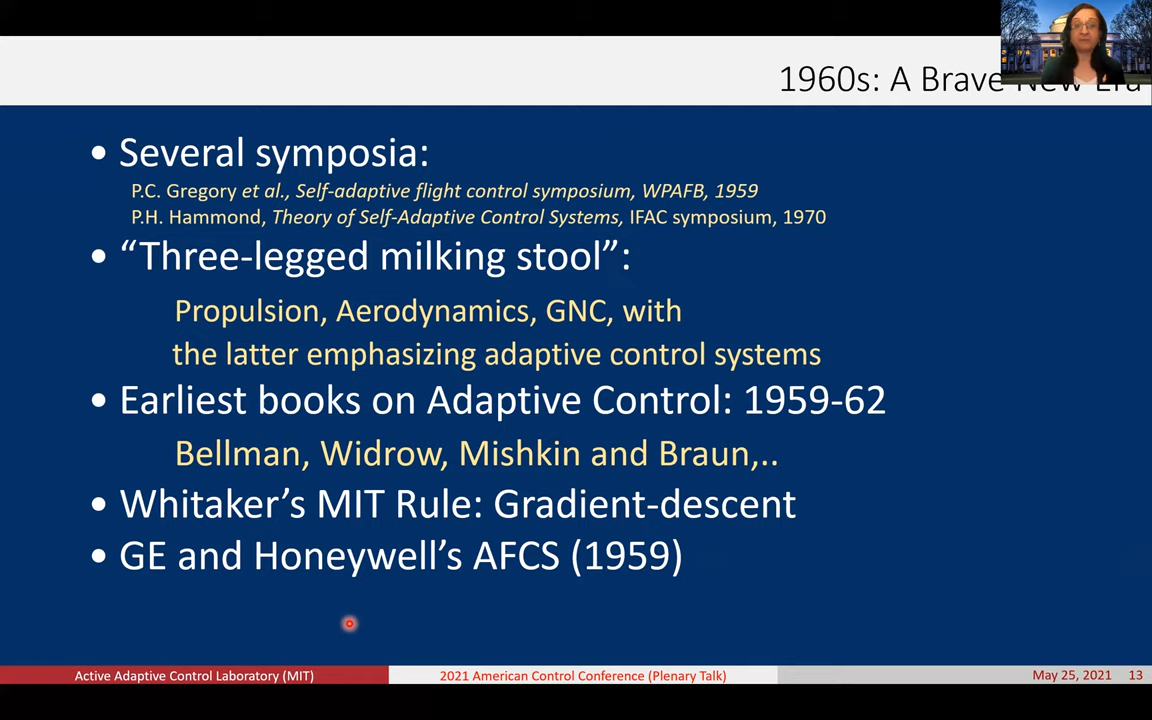 1960s: A Brave New Era
• Several symposia:
P.C. Gregory et al., Self-adaptive flight control symposium, WPAFB, 1959
P.H. Hammond, Theory of Self-Adaptive Control Systems, IFAC symposium, 1970
• “Three-legged milking stool”:
Propulsion, Aerodynamics, GNC, with
the latter emphasizing adaptive control systems
• Earliest books on Adaptive Control: 1959-62
Bellman, Widrow, Mishkin and Braun,..
• Whitaker’s MIT Rule: Gradient-descent
• GE and Honeywell’s AFCS (1959)
Active Adaptive Control Laboratory (MIT)
2021 American Control Conference (Plenary Talk)
May 25, 2021 13